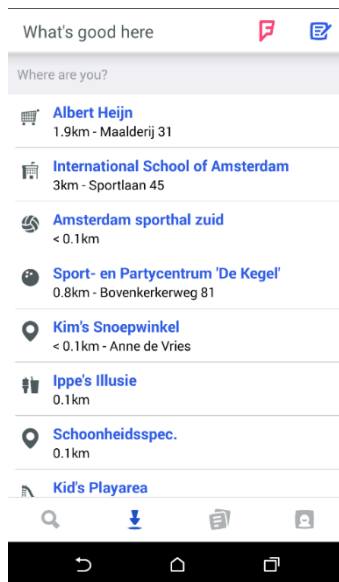 What's good here
Where are you?
Albert Heijn
1.9km - Maalderij 31
International School of Amsterdam
3km - Sportlaan 45
Amsterdam sporthal zuid
< 0.1km
Sport- en Partycentrum 'De Kegel'
0.8km - Bovenkerkerweg 81
Kim's Snoepwinkel
< 0.1km - Anne de Vries
Ippe's Illusie
0.1km
Schoonheidsspec.
0.1km
Kid's Playarea